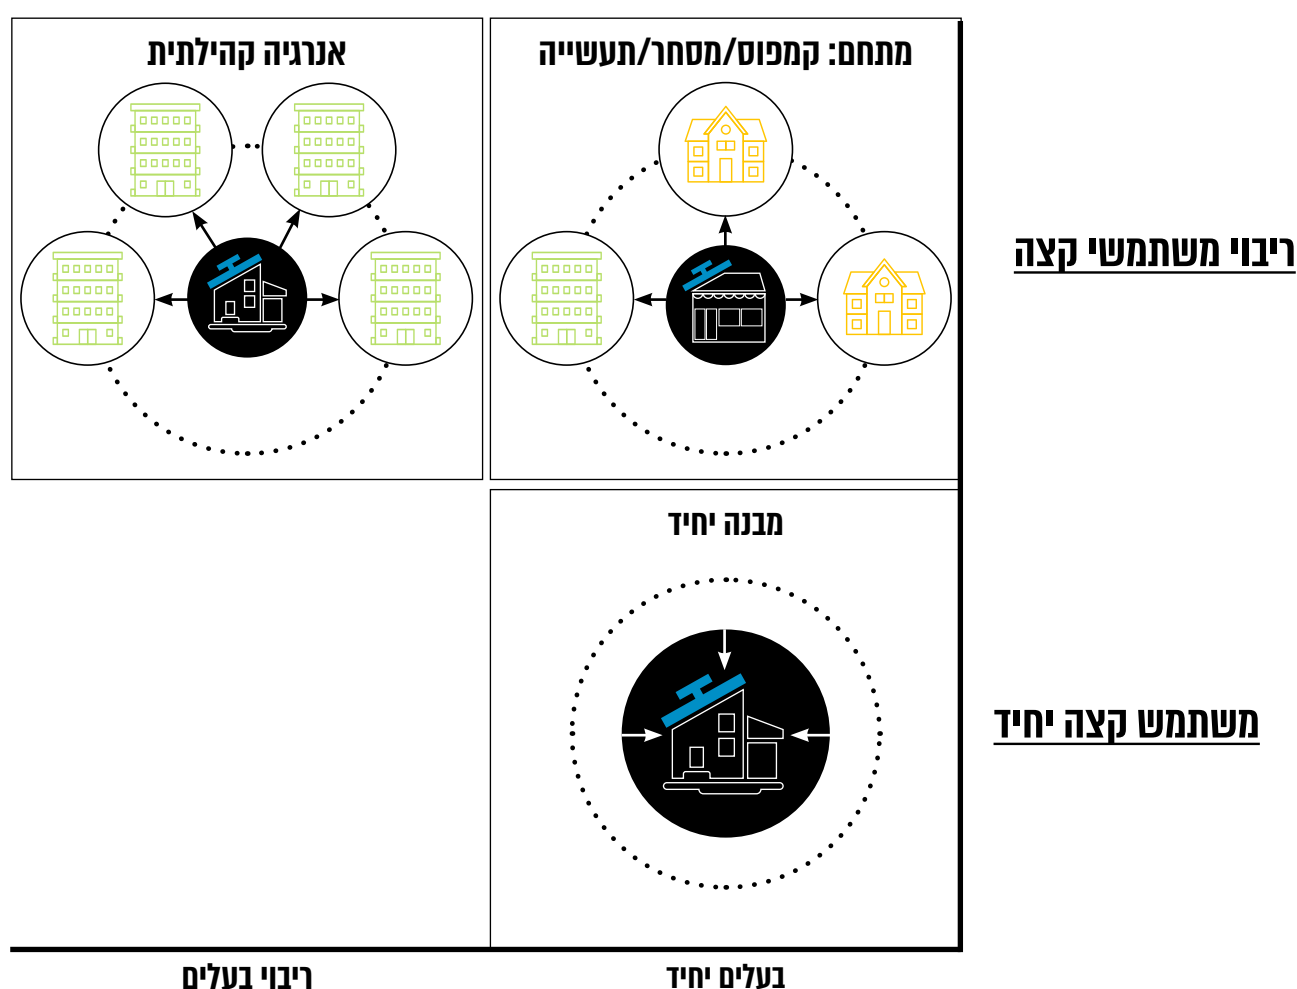 מתחם: קמפוס/מסחר/תעשייה
אנרגיה קהילתית
ריבוי משתמשי קצה
מבנה יחיד
משתמש קצה יחיד
בעלים יחיד
ריבוי בעלים